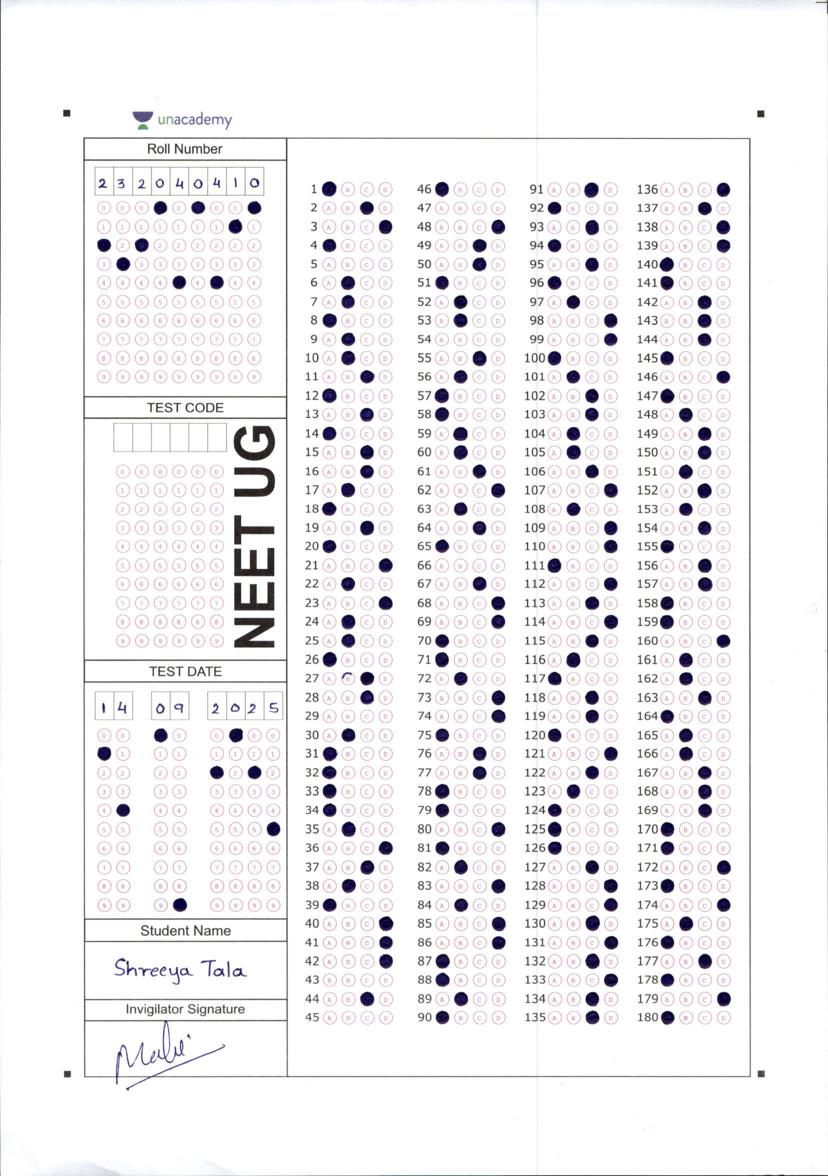 unacademy
Roll Number
2 3 2 0 4 0 4 1 0
TEST CODE
NEET UG
TEST DATE
1 4 0 9 2 0 2 5
Student Name
Shreeya Tala
Invigilator Signature
1 B C D 46 B C D 91 A B D 136 A B C
2 A B D 47 A B C D 92 B C D 137 A B D
3 A B C 48 A B C 93 A B D 138 A B C
4 B C D 49 A B D 94 B C D 139 A B C
5 A B C D 50 A B D 95 A B D 140 B C D
6 A C D 51 B C D 96 B C D 141 B C D
7 A C D 52 A C D 97 A C D 142 A B D
8 B C D 53 A C D 98 A B C 143 A B D
9 A C D 54 A B C D 99 A B C 144 A B D
10 A C D 55 A B D 100 B C D 145 B C D
11 A B D 56 A C D 101 A C D 146 A B C
12 B C D 57 B C D 102 A B D 147 B C D
13 A B D 58 B C D 103 A B D 148 A C D
14 B C D 59 A C D 104 A C D 149 A B D
15 A B D 60 A C D 105 A C D 150 A B D
16 A B D 61 A B D 106 A B D 151 A C D
17 A C D 62 A B C 107 A B C 152 A B D
18 B C D 63 A C D 108 A C D 153 A C D
19 A B D 64 A B D 109 A B C 154 A B D
20 B C D 65 B C D 110 A B C 155 B C D
21 A B C 66 A B C D 111 B C D 156 A B D
22 A C D 67 A B D 112 A B C 157 A B D
23 A B C 68 A B C 113 A B D 158 B C D
24 A C D 69 A B C 114 A B C 159 B C D
25 A C D 70 B C D 115 A B D 160 A B C
26 B C D 71 B C D 116 A C D 161 A C D
27 A B D 72 A C D 117 B C D 162 A C D
28 A B D 73 A B C 118 A B D 163 A B D
29 A B C D 74 A B C 119 A B D 164 B C D
30 A C D 75 B C D 120 B C D 165 A C D
31 B C D 76 A B D 121 A B C 166 A C D
32 B C D 77 A B D 122 A B D 167 A B D
33 B C D 78 B C D 123 A C D 168 A B D
34 B C D 79 B C D 124 B C D 169 A B D
35 A C D 80 A B C 125 B C D 170 B C D
36 A B C 81 B C D 126 B C D 171 B C D
37 A B D 82 A C D 127 A B D 172 A B C
38 A C D 83 A B C 128 A B C 173 B C D
39 B C D 84 A C D 129 A B C 174 A B C
40 A B C 85 A B C 130 A B D 175 A C D
41 A B C 86 A B C 131 A B C 176 B C D
42 A B C 87 B C D 132 A B D 177 A B D
43 A B C D 88 B C D 133 A B C 178 B C D
44 A B D 89 A C D 134 A B D 179 A B C
45 A B C D 90 B C D 135 A B D 180 B C D